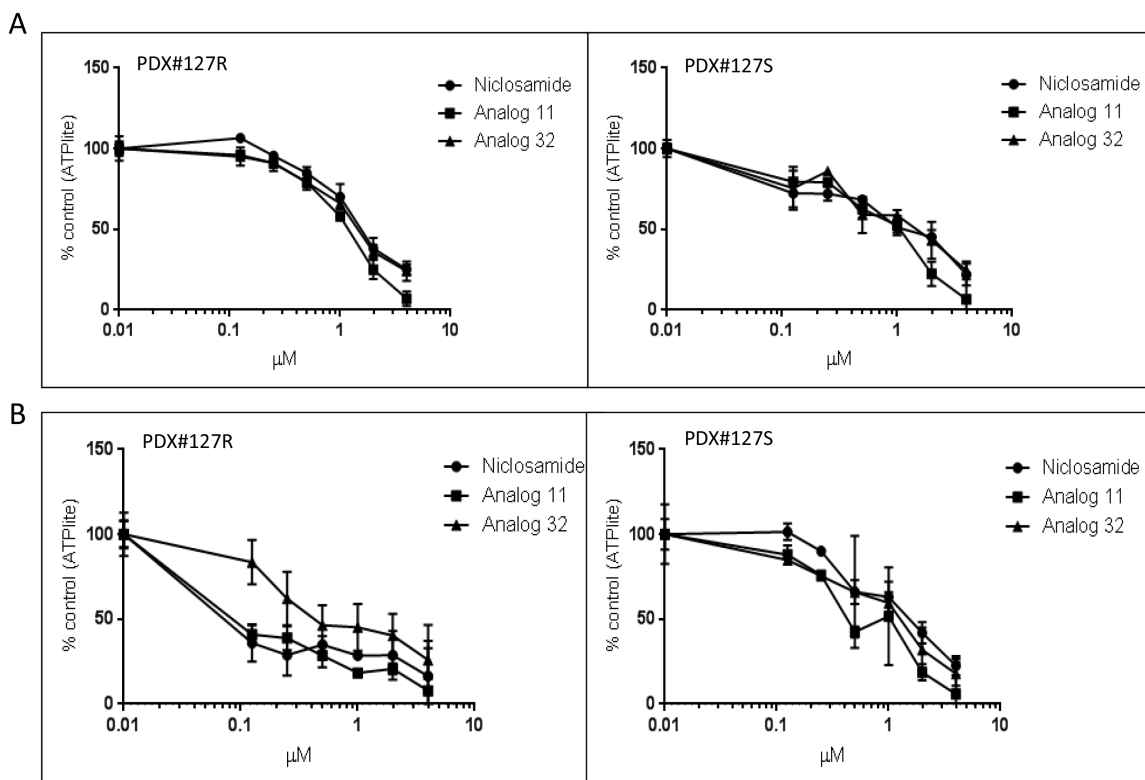 A
PDX#127R
150
100
50
0
0.01
0.1
1
10
% control (ATPlite)
µM
Niclosamide
Analog 11
Analog 32
PDX#127S
150
100
50
0
0.01
0.1
1
10
% control (ATPlite)
µM
Niclosamide
Analog 11
Analog 32
B
PDX#127R
150
100
50
0
0.01
0.1
1
10
% control (ATPlite)
µM
Niclosamide
Analog 11
Analog 32
PDX#127S
150
100
50
0
0.01
0.1
1
10
% control (ATPlite)
µM
Niclosamide
Analog 11
Analog 32